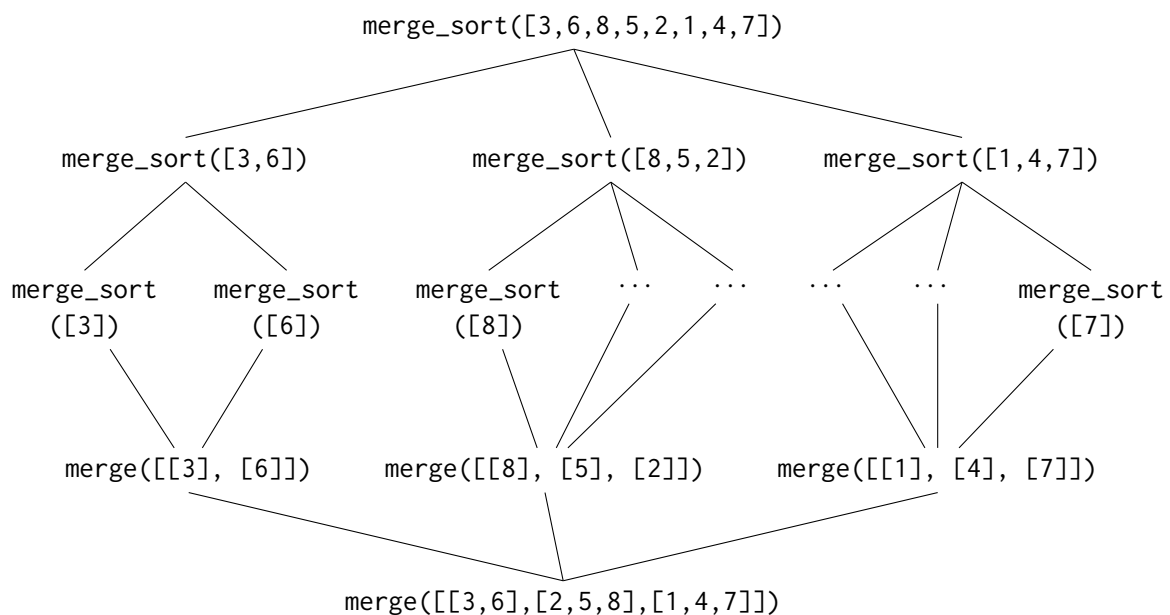 merge_sort([3,6,8,5,2,1,4,7])
merge_sort([3,6])
merge_sort([8,5,2])
merge_sort([1,4,7])
merge_sort
([3])
merge_sort
([6])
merge_sort
([8])
...
...
...
...
merge_sort
([7])
merge([[3], [6]])
merge([[8], [5], [2]])
merge([[1], [4], [7]])
merge([[3,6],[2,5,8],[1,4,7]])